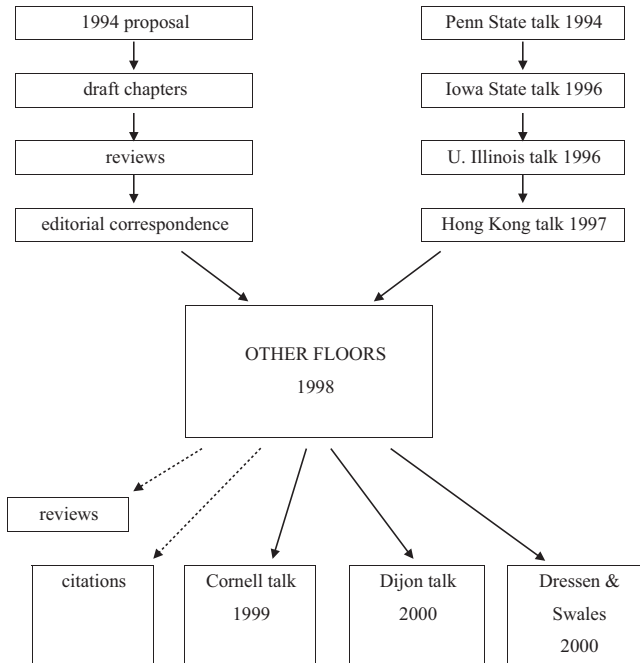 1994 proposal
draft chapters
reviews
editorial correspondence
Penn State talk 1994
Iowa State talk 1996
U. Illinois talk 1996
Hong Kong talk 1997
OTHER FLOORS
1998
reviews
citations
Cornell talk
1999
Dijon talk
2000
Dressen &
Swales
2000